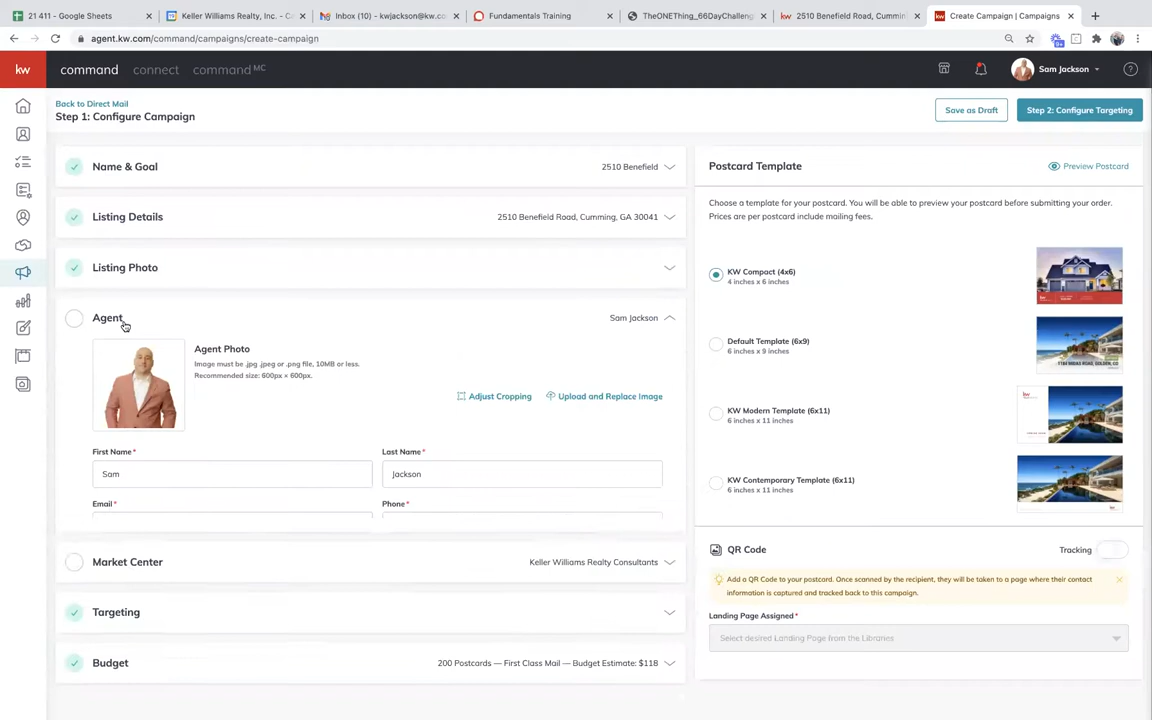 21 411 - Google Sheets
Keller Williams Realty, Inc. - C
Inbox (10) - kwjackson@kw.co
Fundamentals Training
TheONEThing_66DayChalleng
2510 Benefield Road, Cummin
Create Campaign | Campaigns
agent.kw.com/command/campaigns/create-campaign
kw
command
connect
command MC
Sam Jackson
Back to Direct Mail
Step 1: Configure Campaign
Save as Draft
Step 2: Configure Targeting
Name & Goal
2510 Benefield
Listing Details
2510 Benefield Road, Cumming, GA 30041
Listing Photo
Agent
Sam Jackson
Agent Photo
Image must be .jpg .jpeg or .png file, 10MB or less.
Recommended size: 600px × 600px.
Adjust Cropping
Upload and Replace Image
First Name*
Last Name*
Sam
Jackson
Email*
Phone*
Market Center
Keller Williams Realty Consultants
Targeting
Budget
200 Postcards — First Class Mail — Budget Estimate: $118
Postcard Template
Preview Postcard
Choose a template for your postcard. You will be able to preview your postcard before submitting your order.
Prices are per postcard include mailing fees.
KW Compact (4x6)
4 inches x 6 inches
Default Template (6x9)
6 inches x 9 inches
KW Modern Template (6x11)
6 inches x 11 inches
KW Contemporary Template (6x11)
6 inches x 11 inches
QR Code
Tracking
Add a QR Code to your postcard. Once scanned by the recipient, they will be taken to a page where their contact
information is captured and tracked back to this campaign.
Landing Page Assigned*
Select desired Landing Page from the Libraries